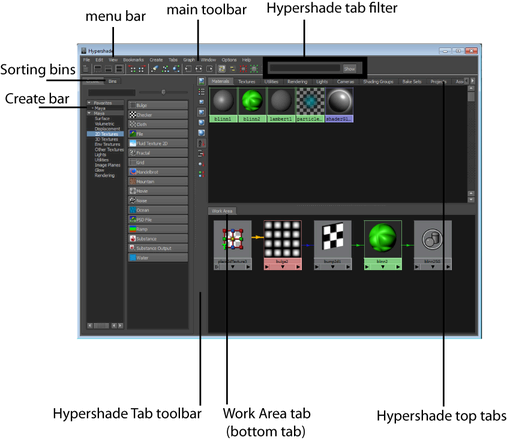 menu bar
main toolbar
Hypershade tab filter
Sorting bins
Create bar
Hypershade
File Edit View Bookmarks Create Tabs Graph Window Options Help
Show
Bins
Materials Textures Utilities Rendering Lights Cameras Shading Groups Bake Sets Projects
Favorites
Maya
Maya
Surface
Volumetric
Displacement
2D Textures
3D Textures
Env Textures
Other Textures
Lights
Utilities
Image Planes
Glow
Rendering
Bulge
Checker
Cloth
File
Fluid Texture 2D
Fractal
Grid
Mandelbrot
Mountain
Movie
Noise
Ocean
PSD File
Ramp
Substance
Substance Output
Water
blinn1 blinn2 lambert1 particle... shaderGl...
Work Area
bulge2 bump2d2 blinn2
Hypershade Tab toolbar
Work Area tab
(bottom tab)
Hypershade top tabs